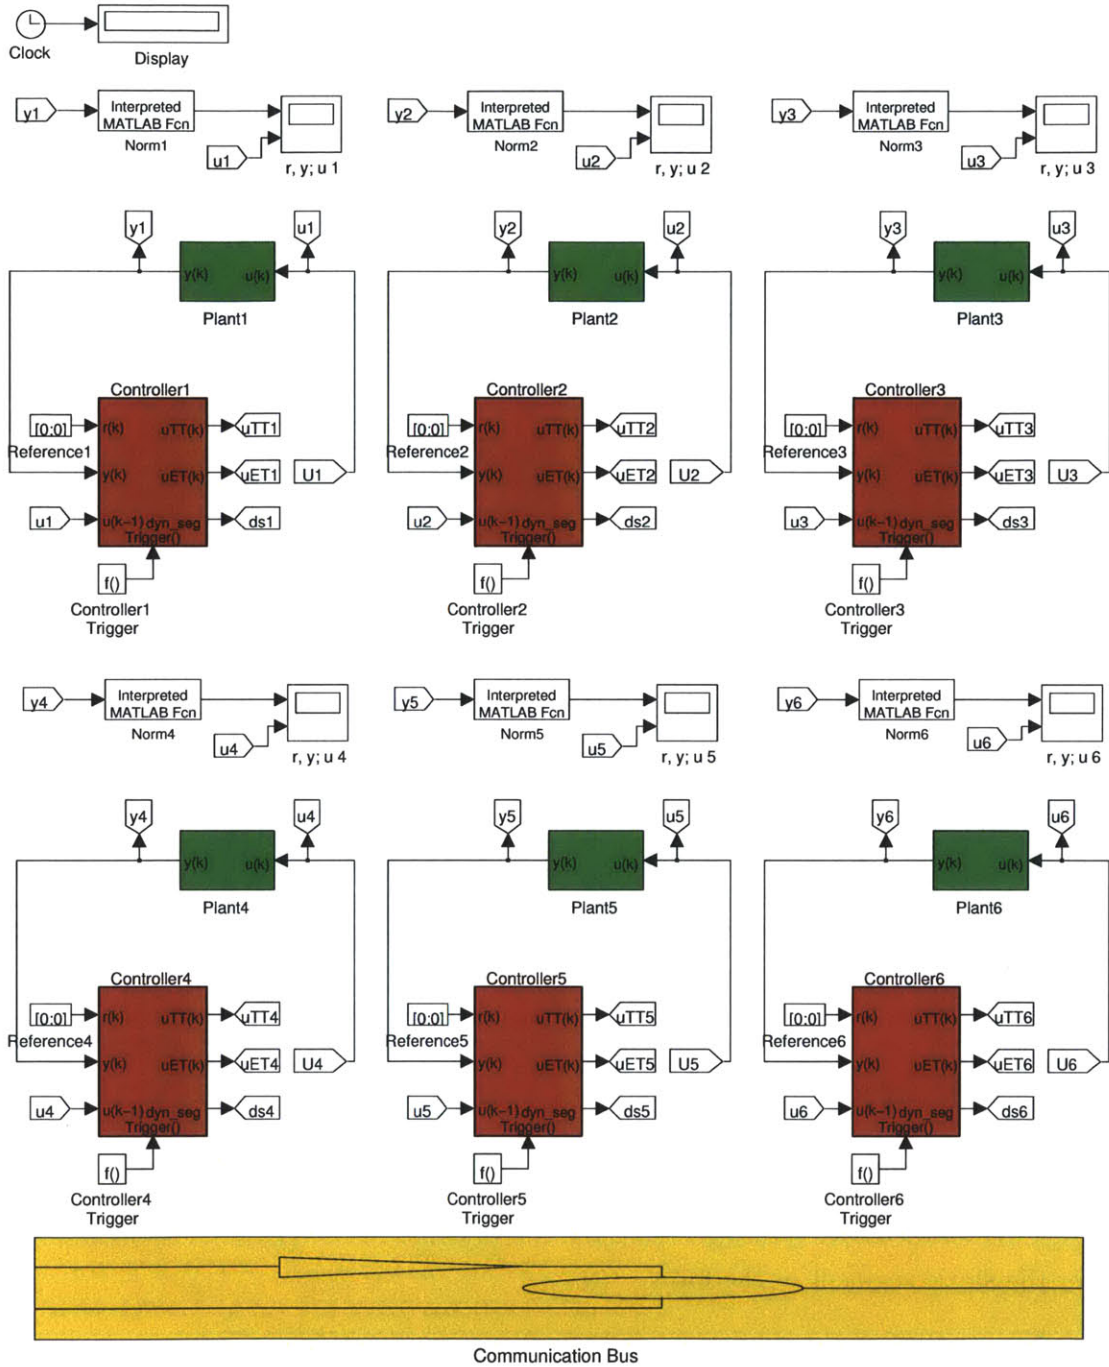 Clock
Display
y1
Interpreted
MATLAB Fcn
Norm1
u1
r, y; u 1
y2
Interpreted
MATLAB Fcn
Norm2
u2
r, y; u 2
y3
Interpreted
MATLAB Fcn
Norm3
u3
r, y; u 3
y1
u1
y(k)
u(k)
Plant1
Controller1
[0:0]
Reference1
r(k)
uTT(k)
uTT1
y(k)
uET(k)
uET1
U1
u1
u(k-1)
dyn_seg
ds1
Trigger()
f()
Controller1
Trigger
y2
u2
y(k)
u(k)
Plant2
Controller2
[0:0]
Reference2
r(k)
uTT(k)
uTT2
y(k)
uET(k)
uET2
U2
u2
u(k-1)
dyn_seg
ds2
Trigger()
f()
Controller2
Trigger
y3
u3
y(k)
u(k)
Plant3
Controller3
[0:0]
Reference3
r(k)
uTT(k)
uTT3
y(k)
uET(k)
uET3
U3
u3
u(k-1)
dyn_seg
ds3
Trigger()
f()
Controller3
Trigger
y4
Interpreted
MATLAB Fcn
Norm4
u4
r, y; u 4
y5
Interpreted
MATLAB Fcn
Norm5
u5
r, y; u 5
y6
Interpreted
MATLAB Fcn
Norm6
u6
r, y; u 6
y4
u4
y(k)
u(k)
Plant4
Controller4
[0:0]
Reference4
r(k)
uTT(k)
uTT4
y(k)
uET(k)
uET4
U4
u4
u(k-1)
dyn_seg
ds4
Trigger()
f()
Controller4
Trigger
y5
u5
y(k)
u(k)
Plant5
Controller5
[0:0]
Reference5
r(k)
uTT(k)
uTT5
y(k)
uET(k)
uET5
U5
u5
u(k-1)
dyn_seg
ds5
Trigger()
f()
Controller5
Trigger
y6
u6
y(k)
u(k)
Plant6
Controller6
[0:0]
Reference6
r(k)
uTT(k)
uTT6
y(k)
uET(k)
uET6
U6
u6
u(k-1)
dyn_seg
ds6
Trigger()
f()
Controller6
Trigger
Communication Bus